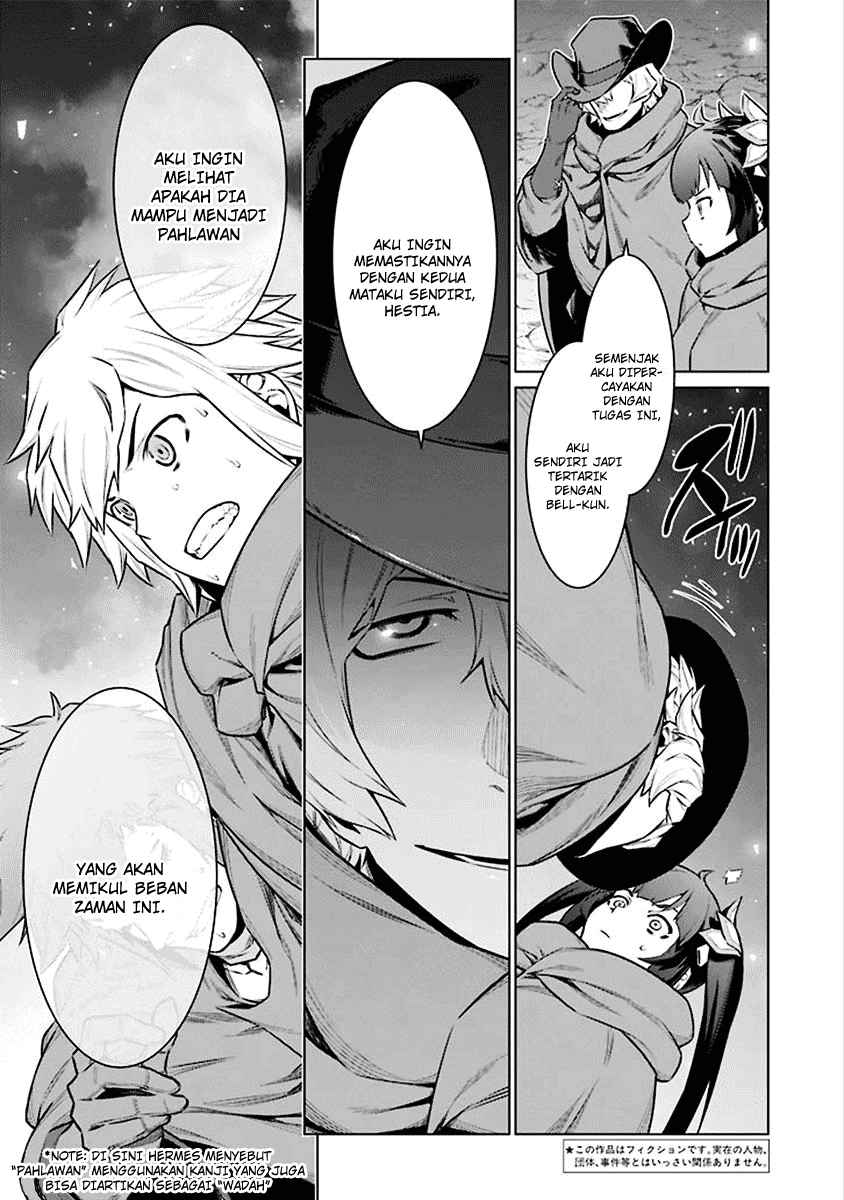 SEMENJAK
AKU DIPER-
CAYAKAN
DENGAN
TUGAS INI,
AKU
SENDIRI JADI
TERTARIK
DENGAN
BELL-KUN.
ズイッ
AKU INGIN
MEMASTIKANNYA
DENGAN KEDUA
MATAKU SENDIRI,
HESTIA.
AKU INGIN
MELIHAT
APAKAH DIA
MAMPU MENJADI
PAHLAWAN
YANG AKAN
MEMIKUL BEBAN
ZAMAN INI.
*NOTE: DI SINI HERMES MENYEBUT
"PAHLAWAN" MENGGUNAKAN KANJI YANG JUGA
BISA DIARTIKAN SEBAGAI "WADAH"
★この作品はフィクションです。実在の人物、
団体、事件等とはいっさい関係ありません。